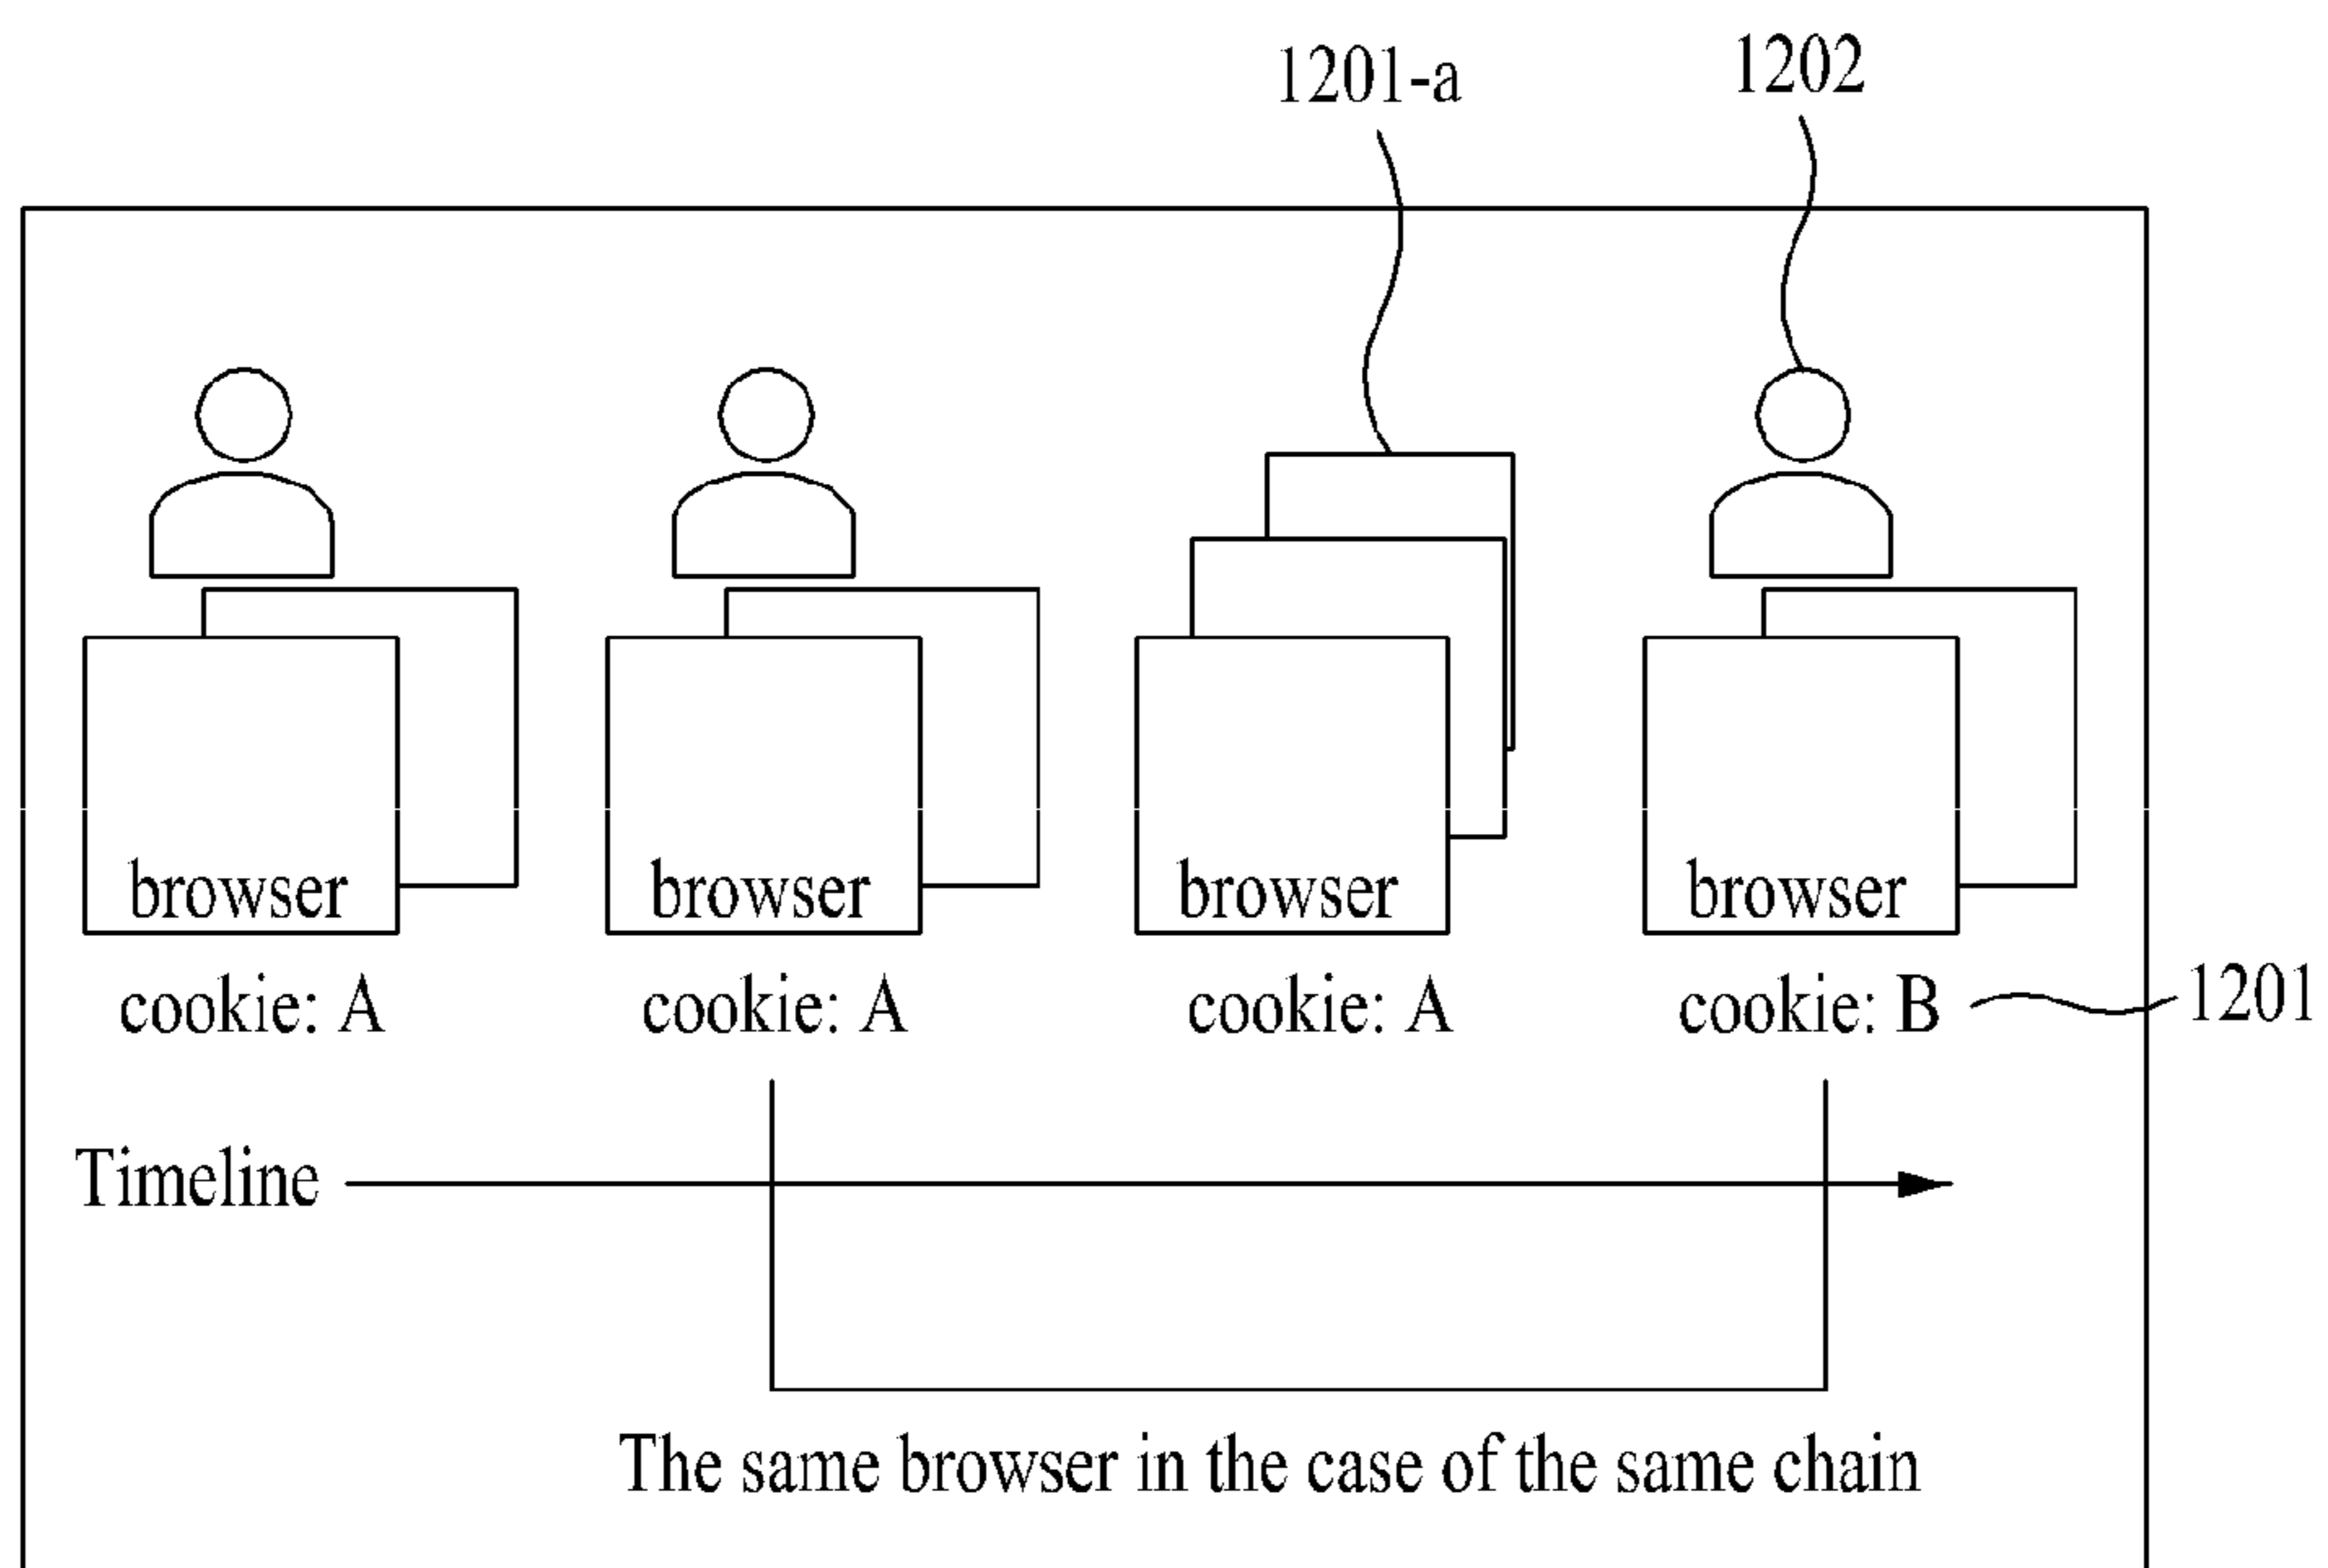 1201-a
1202
browser
browser
browser
browser
cookie: A
cookie: A
cookie: A
cookie: B
1201
Timeline
The same browser in the case of the same chain